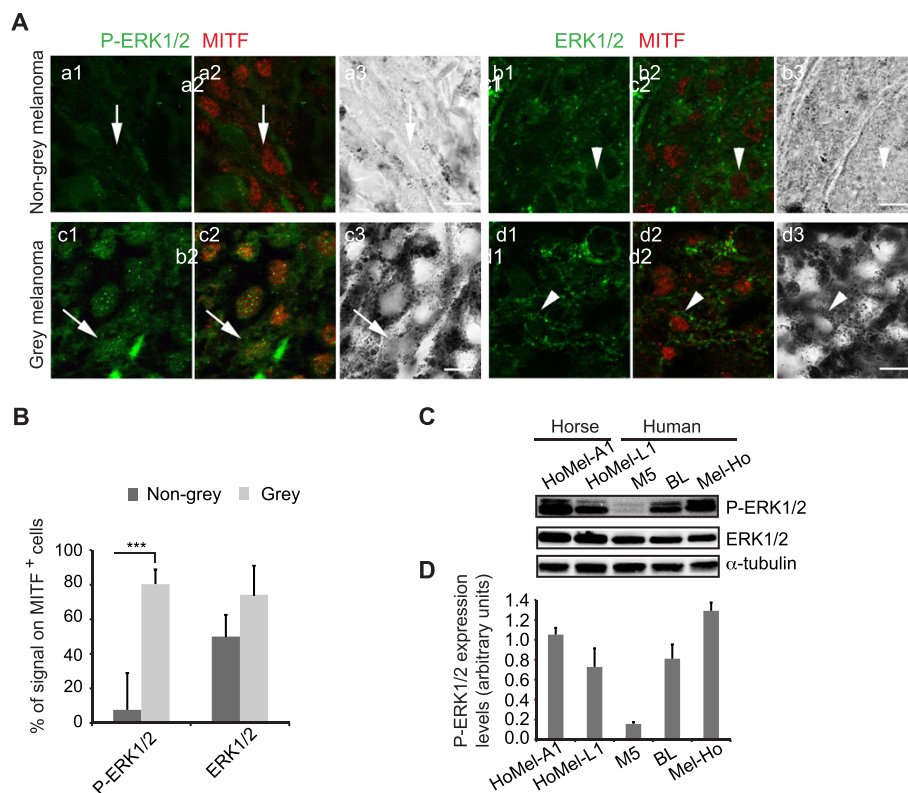 A
P-ERK1/2 MITF
ERK1/2 MITF
Non-grey melanoma
a1
a2
a2
a3
b1
c1
b2
c2
b3
Grey melanoma
c1
b2
c2
c3
d1
d1
d2
d2
d3
B
Non-grey
Grey
% of signal on MITF + cells
100
80
60
40
20
0
80
***
P-ERK1/2
ERK1/2
C
Horse
Human
HoMel-A1
HoMel-L1
M5
BL
Mel-Ho
P-ERK1/2
ERK1/2
α-tubulin
D
P-ERK1/2 expression
levels (arbitrary units)
1.4
1.2
1.0
0.8
0.6
0.4
0.2
0.0
HoMel-A1
HoMel-L1
M5
BL
Mel-Ho